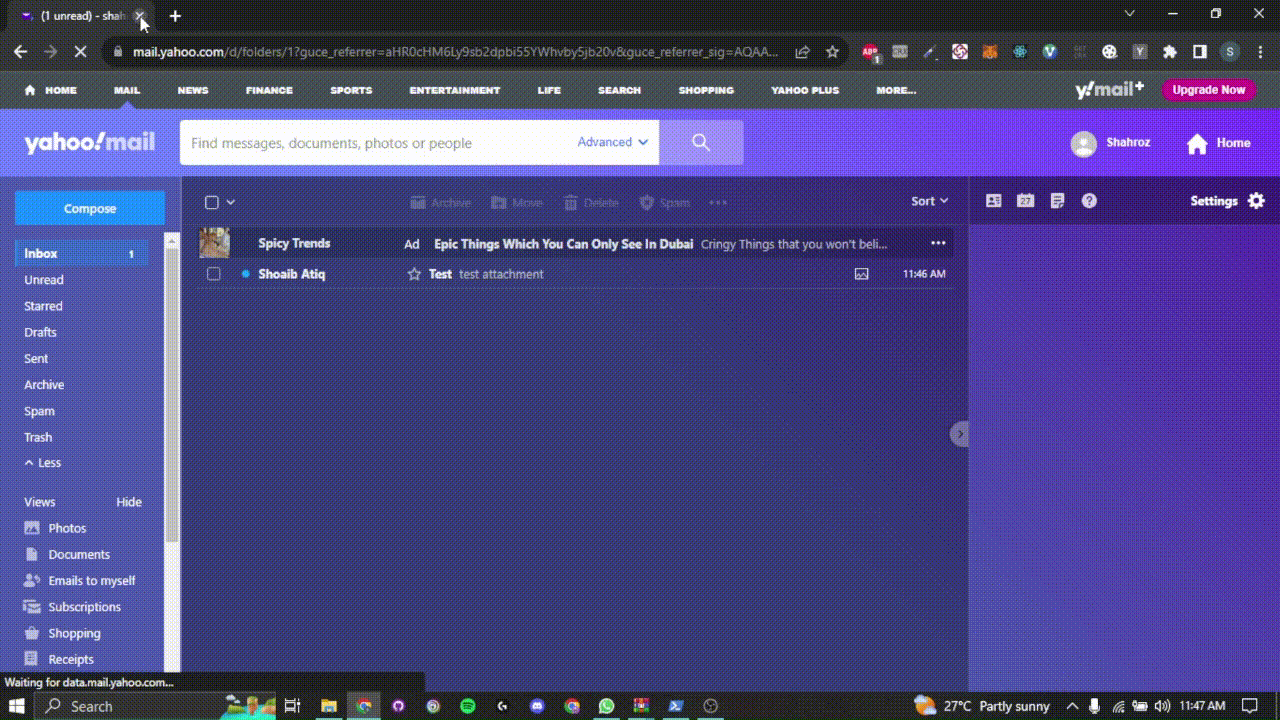 (1 unread) - shah
mail.yahoo.com/d/folders/1?guce_referrer=aHR0cHM6Ly9sb2dpbi55YWhvby5jb20v&guce_referrer_sig=AQAA...
HOME MAIL NEWS FINANCE SPORTS ENTERTAINMENT LIFE SEARCH SHOPPING YAHOO PLUS MORE... y!mail+ Upgrade Now
yahoo!mail Find messages, documents, photos or people Advanced Shahroz Home
Compose Archive Move Delete Spam Sort 27 Settings
Inbox 1
Spicy Trends Ad Epic Things Which You Can Only See In Dubai Cringy Things that you won't beli...
Shoaib Atiq Test test attachment 11:46 AM
Unread
Starred
Drafts
Sent
Archive
Spam
Trash
Less
Views Hide
Photos
Documents
Emails to myself
Subscriptions
Shopping
Receipts
Waiting for data.mail.yahoo.com...
Search 27°C Partly sunny 11:47 AM